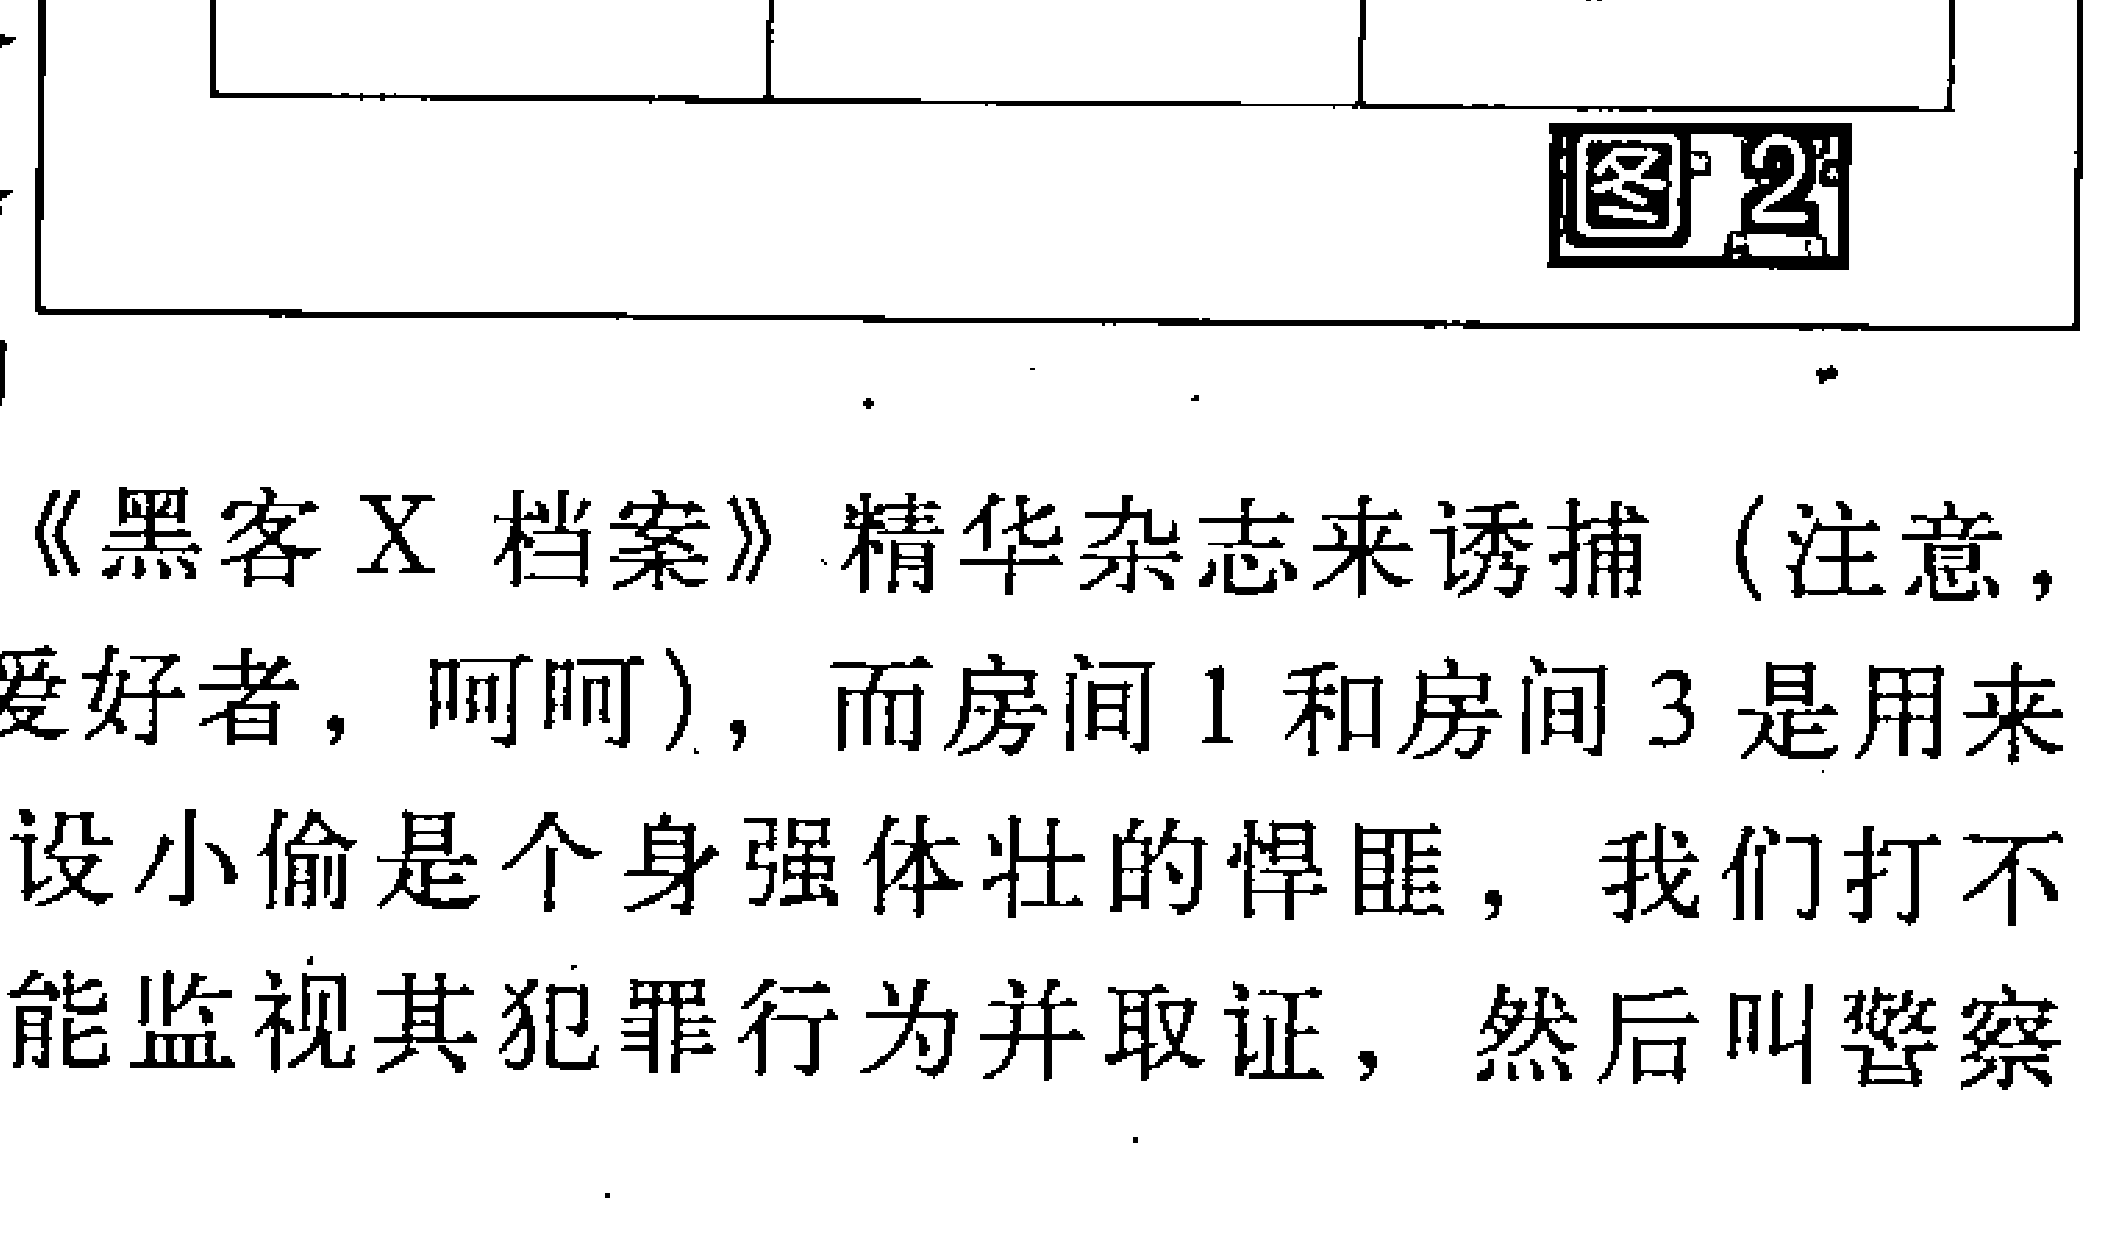 图 2
《黑客 X 档案》精华杂志来诱捕（注意，
爱好者，呵呵），而房间 1 和房间 3 是用来
设小偷是个身强体壮的悍匪，我们打不
能监视其犯罪行为并取证，然后叫警察